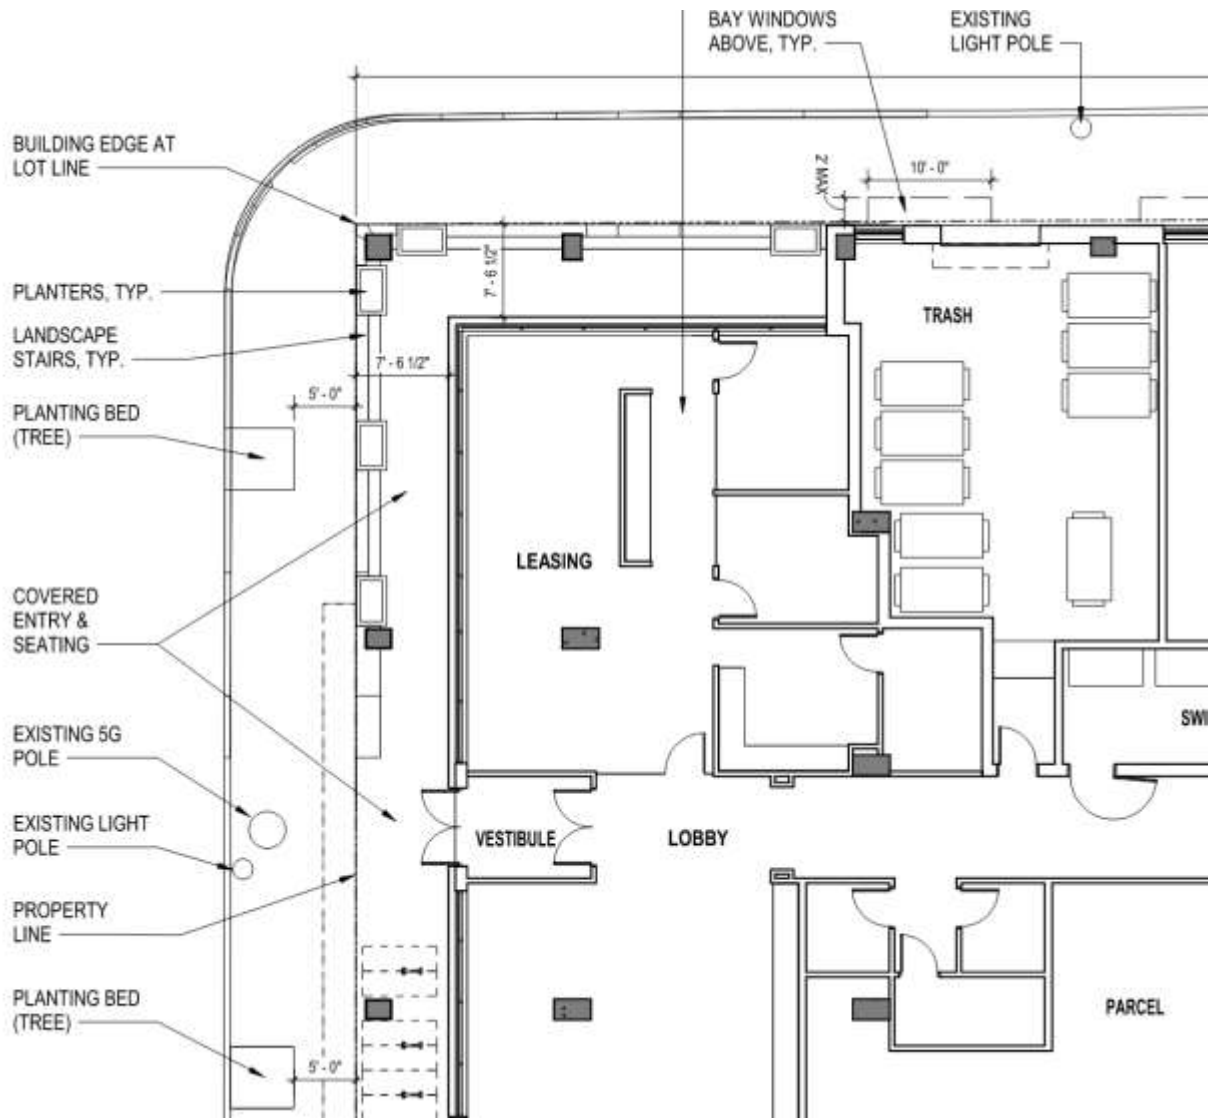 BAY WINDOWS
ABOVE, TYP.
EXISTING
LIGHT POLE
BUILDING EDGE AT
LOT LINE
2' MAX
10' - 0"
7' - 6 1/2"
PLANTERS, TYP.
TRASH
LANDSCAPE
STAIRS, TYP.
7' - 6 1/2"
5' - 0"
PLANTING BED
(TREE)
LEASING
COVERED
ENTRY &
SEATING
SWI
EXISTING 5G
POLE
EXISTING LIGHT
POLE
VESTIBULE
LOBBY
PROPERTY
LINE
PLANTING BED
(TREE)
PARCEL
5' - 0"